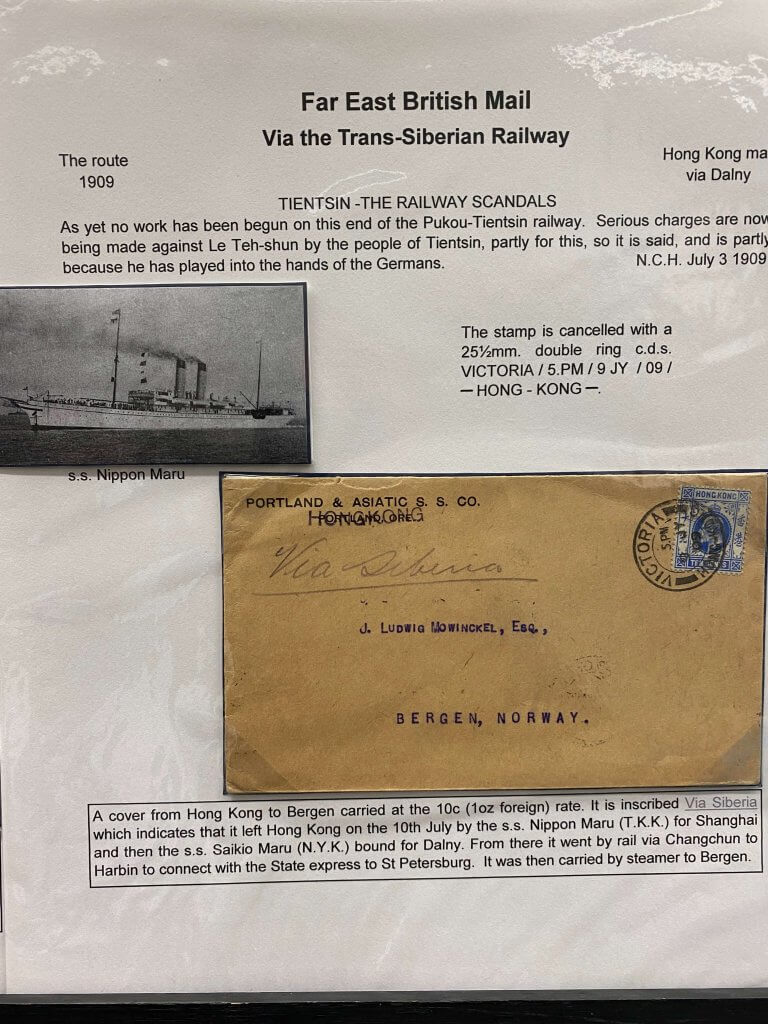 Far East British Mail
Via the Trans-Siberian Railway
The route
1909
Hong Kong ma
via Dalny
TIENTSIN -THE RAILWAY SCANDALS
As yet no work has been begun on this end of the Pukou-Tientsin railway. Serious charges are now
being made against Le Teh-shun by the people of Tientsin, partly for this, so it is said, and is partly
because he has played into the hands of the Germans. N.C.H. July 3 1909
The stamp is cancelled with a
25½mm. double ring c.d.s.
VICTORIA / 5.PM / 9 JY / 09 /
— HONG - KONG —.
s.s. Nippon Maru
PORTLAND & ASIATIC S. S. CO.
HONGKONG
PORTLAND, ORE.
Via Siberia
HONG KONG
VICTORIA
5.PM
J. LUDWIG MOWINCKEL, ESQ.,
BERGEN, NORWAY.
A cover from Hong Kong to Bergen carried at the 10c (1oz foreign) rate. It is inscribed Via Siberia
which indicates that it left Hong Kong on the 10th July by the s.s. Nippon Maru (T.K.K.) for Shanghai
and then the s.s. Saikio Maru (N.Y.K.) bound for Dalny. From there it went by rail via Changchun to
Harbin to connect with the State express to St Petersburg. It was then carried by steamer to Bergen.